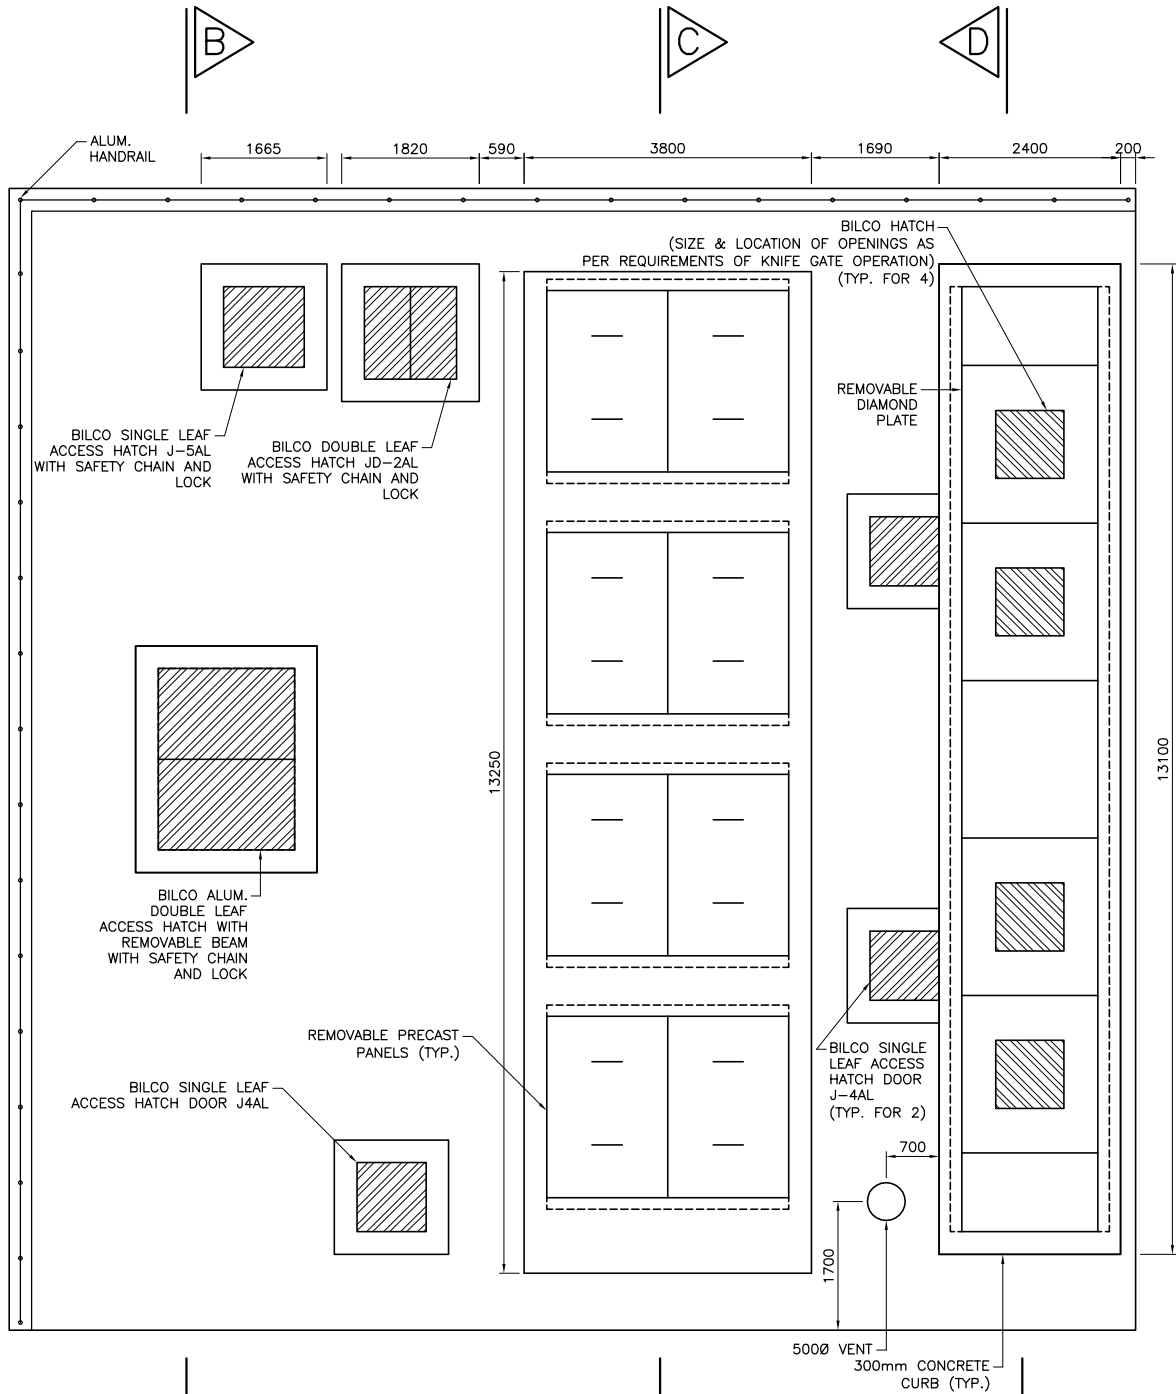 B
C
D
ALUM.
HANDRAIL
1665
1820
590
3800
1690
2400
200
BILCO HATCH
(SIZE & LOCATION OF OPENINGS AS
PER REQUIREMENTS OF KNIFE GATE OPERATION)
(TYP. FOR 4)
REMOVABLE
DIAMOND
PLATE
BILCO SINGLE LEAF
ACCESS HATCH J-5AL
WITH SAFETY CHAIN AND
LOCK
BILCO DOUBLE LEAF
ACCESS HATCH JD-2AL
WITH SAFETY CHAIN AND
LOCK
13250
13100
BILCO ALUM.
DOUBLE LEAF
ACCESS HATCH WITH
REMOVABLE BEAM
WITH SAFETY CHAIN
AND LOCK
REMOVABLE PRECAST
PANELS (TYP.)
BILCO SINGLE
LEAF ACCESS
HATCH DOOR
J-4AL
(TYP. FOR 2)
BILCO SINGLE LEAF
ACCESS HATCH DOOR J4AL
700
1700
500Ø VENT
300mm CONCRETE
CURB (TYP.)